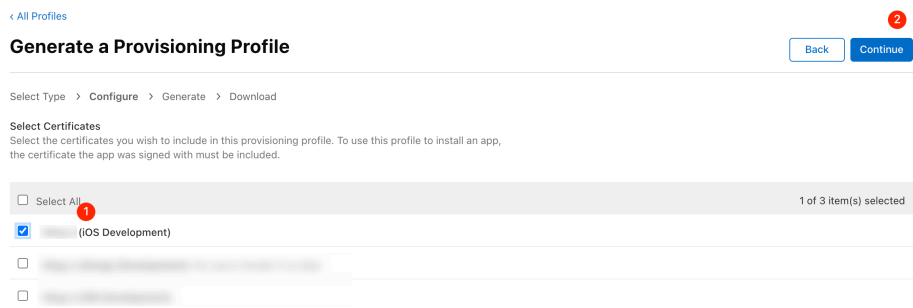 ‹ All Profiles
2
Generate a Provisioning Profile
Back
Continue
Select Type > Configure > Generate > Download
Select Certificates
Select the certificates you wish to include in this provisioning profile. To use this profile to install an app,
the certificate the app was signed with must be included.
Select All
1 of 3 item(s) selected
1
(iOS Development)